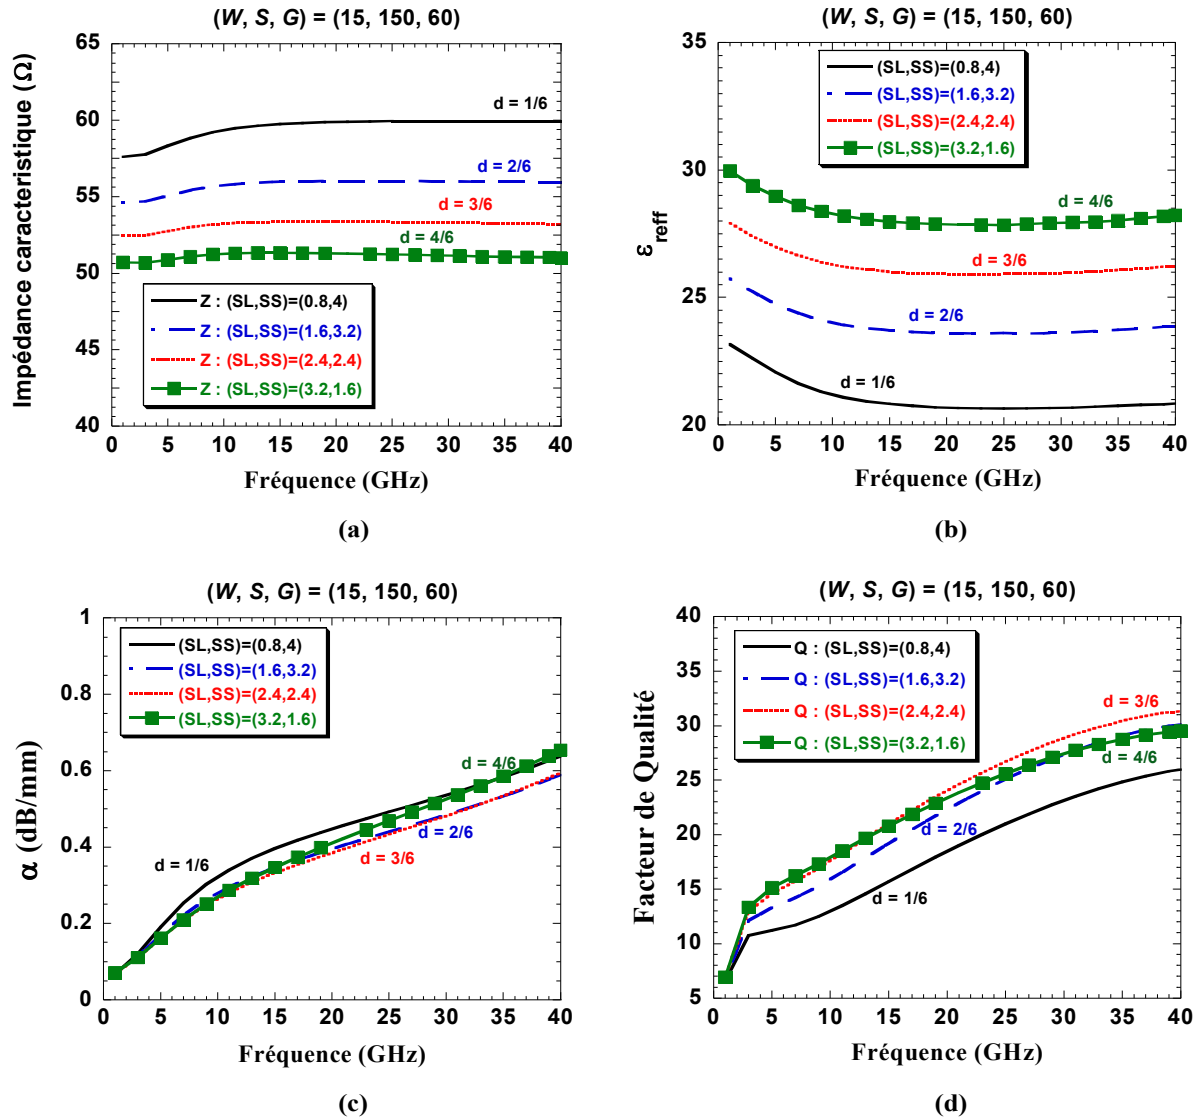 (W, S, G) = (15, 150, 60)
65
60
55
50
45
40
Impédance caractéristique (Ω)
d = 1/6
d = 2/6
d = 3/6
d = 4/6
Z : (SL,SS)=(0.8,4)
Z : (SL,SS)=(1.6,3.2)
Z : (SL,SS)=(2.4,2.4)
Z : (SL,SS)=(3.2,1.6)
0 5 10 15 20 25 30 35 40
Fréquence (GHz)
(a)
(W, S, G) = (15, 150, 60)
35
30
25
20
εreff
(SL,SS)=(0.8,4)
(SL,SS)=(1.6,3.2)
(SL,SS)=(2.4,2.4)
(SL,SS)=(3.2,1.6)
d = 4/6
d = 3/6
d = 2/6
d = 1/6
0 5 10 15 20 25 30 35 40
Fréquence (GHz)
(b)
(W, S, G) = (15, 150, 60)
1
0.8
0.6
0.4
0.2
0
α (dB/mm)
(SL,SS)=(0.8,4)
(SL,SS)=(1.6,3.2)
(SL,SS)=(2.4,2.4)
(SL,SS)=(3.2,1.6)
d = 4/6
d = 1/6
d = 2/6
d = 3/6
0 5 10 15 20 25 30 35 40
Fréquence (GHz)
(c)
(W, S, G) = (15, 150, 60)
40
35
30
25
20
15
10
5
Facteur de Qualité
Q : (SL,SS)=(0.8,4)
Q : (SL,SS)=(1.6,3.2)
Q : (SL,SS)=(2.4,2.4)
Q : (SL,SS)=(3.2,1.6)
d = 3/6
d = 4/6
d = 2/6
d = 1/6
0 5 10 15 20 25 30 35 40
Fréquence (GHz)
(d)